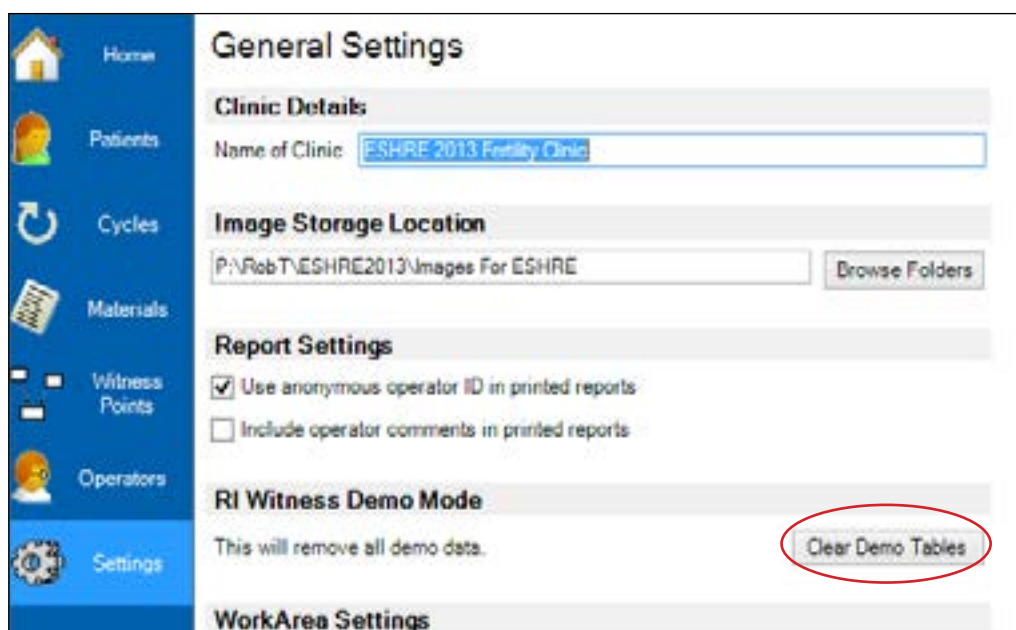 Home
Patients
Cycles
Materials
Witness
Points
Operators
Settings
General Settings
Clinic Details
Name of Clinic ESHRE 2013 Fertility Clinic
Image Storage Location
P:\RobT\ESHRE2013\Images For ESHRE Browse Folders
Report Settings
Use anonymous operator ID in printed reports
Include operator comments in printed reports
RI Witness Demo Mode
This will remove all demo data. Clear Demo Tables
WorkArea Settings